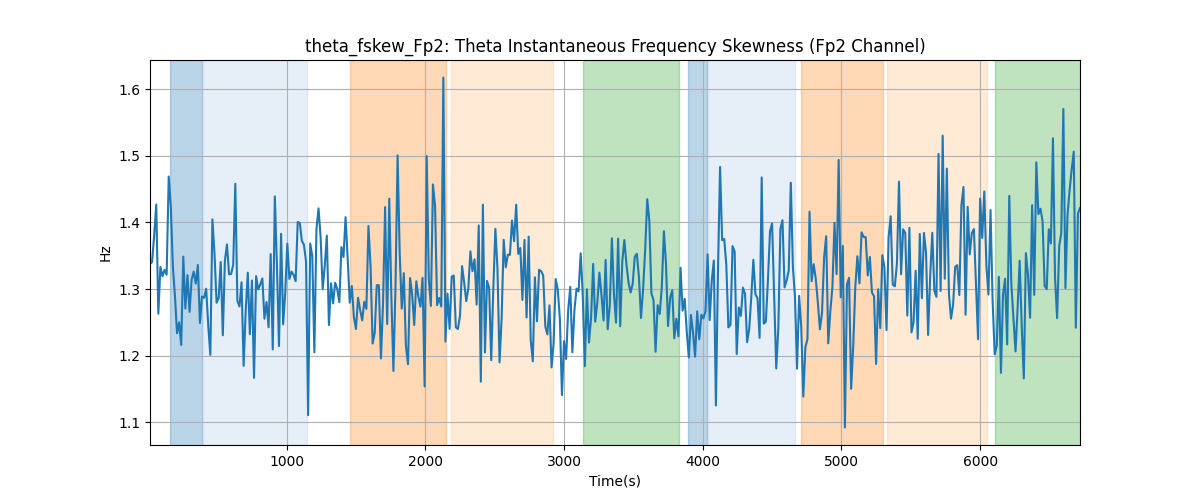 theta_fskew_Fp2: Theta Instantaneous Frequency Skewness (Fp2 Channel)
1.6
1.5
1.4
1.3
1.2
1.1
Hz
1000 2000 3000 4000 5000 6000
Time(s)